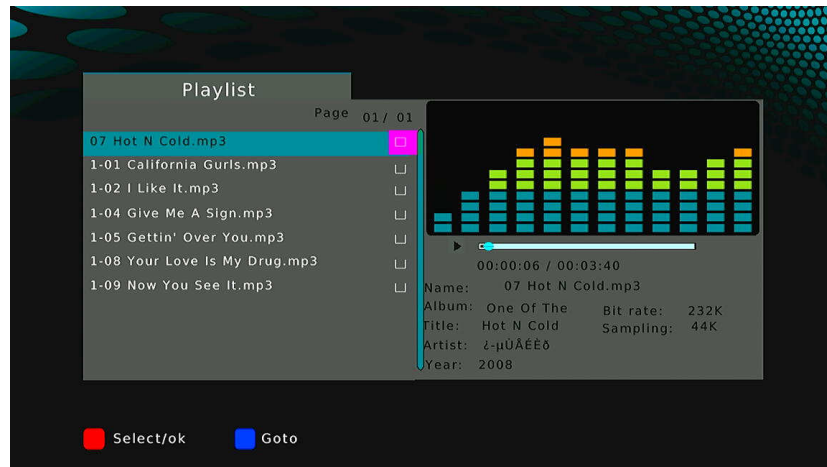 Playlist
Page 01/ 01
07 Hot N Cold.mp3
1-01 California Gurls.mp3
1-02 I Like It.mp3
1-04 Give Me A Sign.mp3
1-05 Gettin' Over You.mp3
1-08 Your Love Is My Drug.mp3
1-09 Now You See It.mp3
00:00:06 / 00:03:40
Name: 07 Hot N Cold.mp3
Album: One Of The Bit rate: 232K
Title: Hot N Cold Sampling: 44K
Artist: ¿-µÙÅÉÈð
Year: 2008
Select/ok Goto